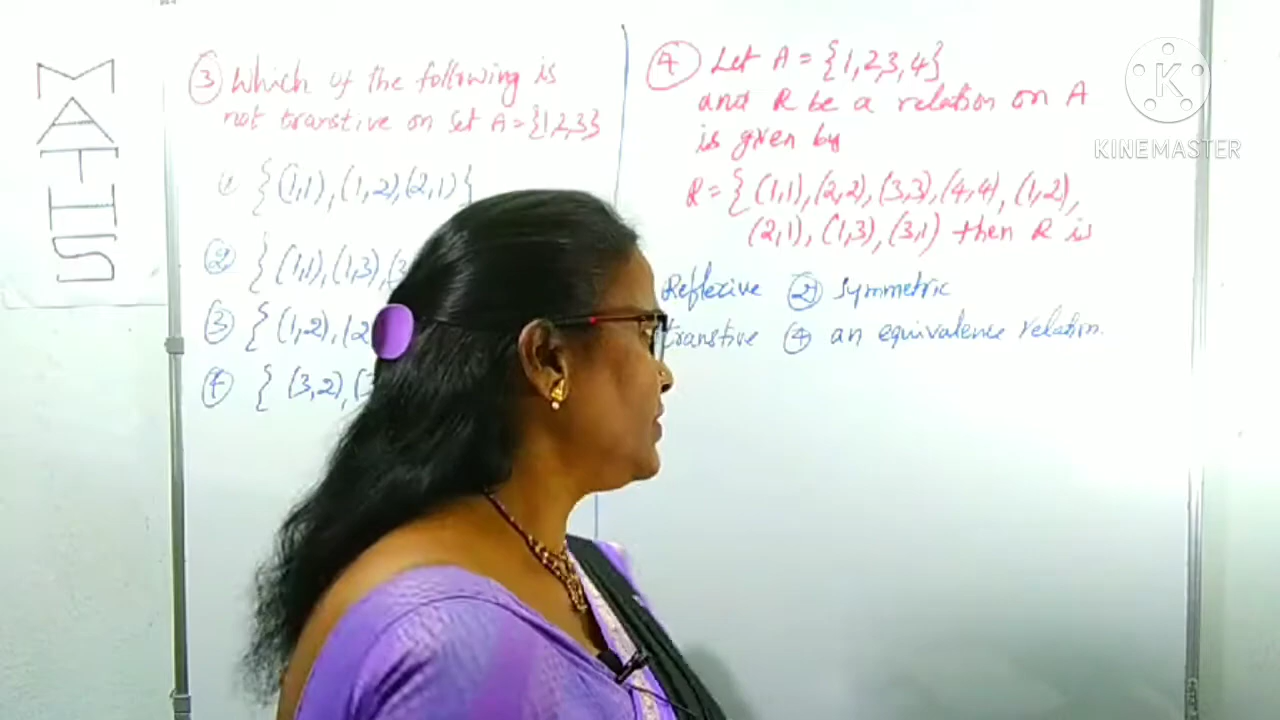 MATHS
③ Which of the following is
not transtive on Set A = {1,2,3}
① {(1,1), (1,2), (2,1)}
② { (1,1), (1,3), (3
③ { (1,2), (2
④ { (3,2), (3
④ Let A = {1,2,3,4}
and R be a relation on A
is given by
R = { (1,1), (2,2), (3,3), (4,4), (1,2),
(2,1), (1,3), (3,1) then R is
Reflexive ② Symmetric
transtive ④ an equivalence relation.
K
KINEMASTER